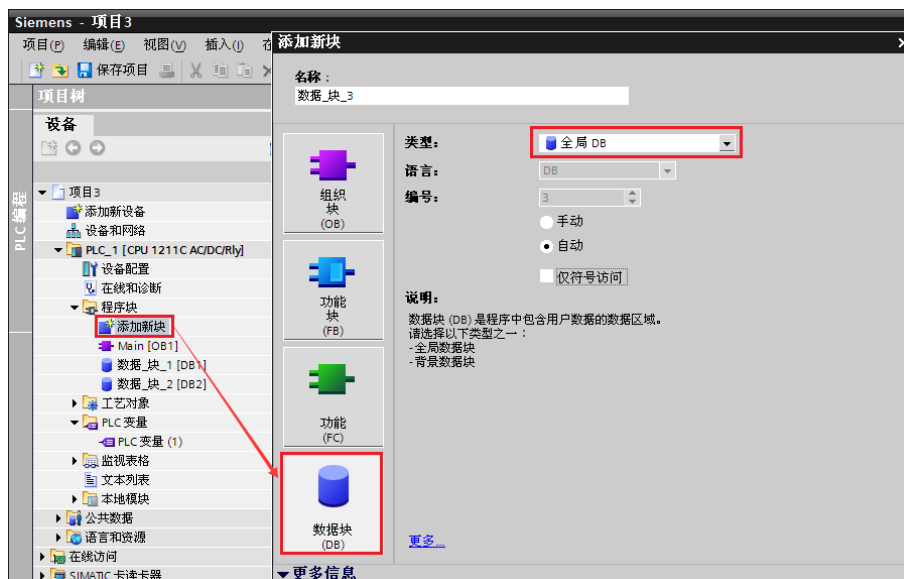 Siemens - 项目3
项目(P) 编辑(E) 视图(V) 插入(I) 在
保存项目
项目树
设备
PLC 编程
项目3
添加新设备
设备和网络
PLC_1 [CPU 1211C AC/DC/Rly]
设备配置
在线和诊断
程序块
添加新块
Main [OB1]
数据_块_1 [DB1]
数据_块_2 [DB2]
工艺对象
PLC 变量
PLC 变量 (1)
监视表格
文本列表
本地模块
公共数据
语言和资源
在线访问
SIMATIC 卡读卡器
添加新块
名称：
数据_块_3
组织
块
(OB)
功能
块
(FB)
功能
(FC)
数据块
(DB)
类型：
全局 DB
语言：
DB
编号：
3
手动
自动
仅符号访问
说明：
数据块 (DB) 是程序中包含用户数据的数据区域。
请选择以下类型之一：
-全局数据块
-背景数据块
更多...
更多信息